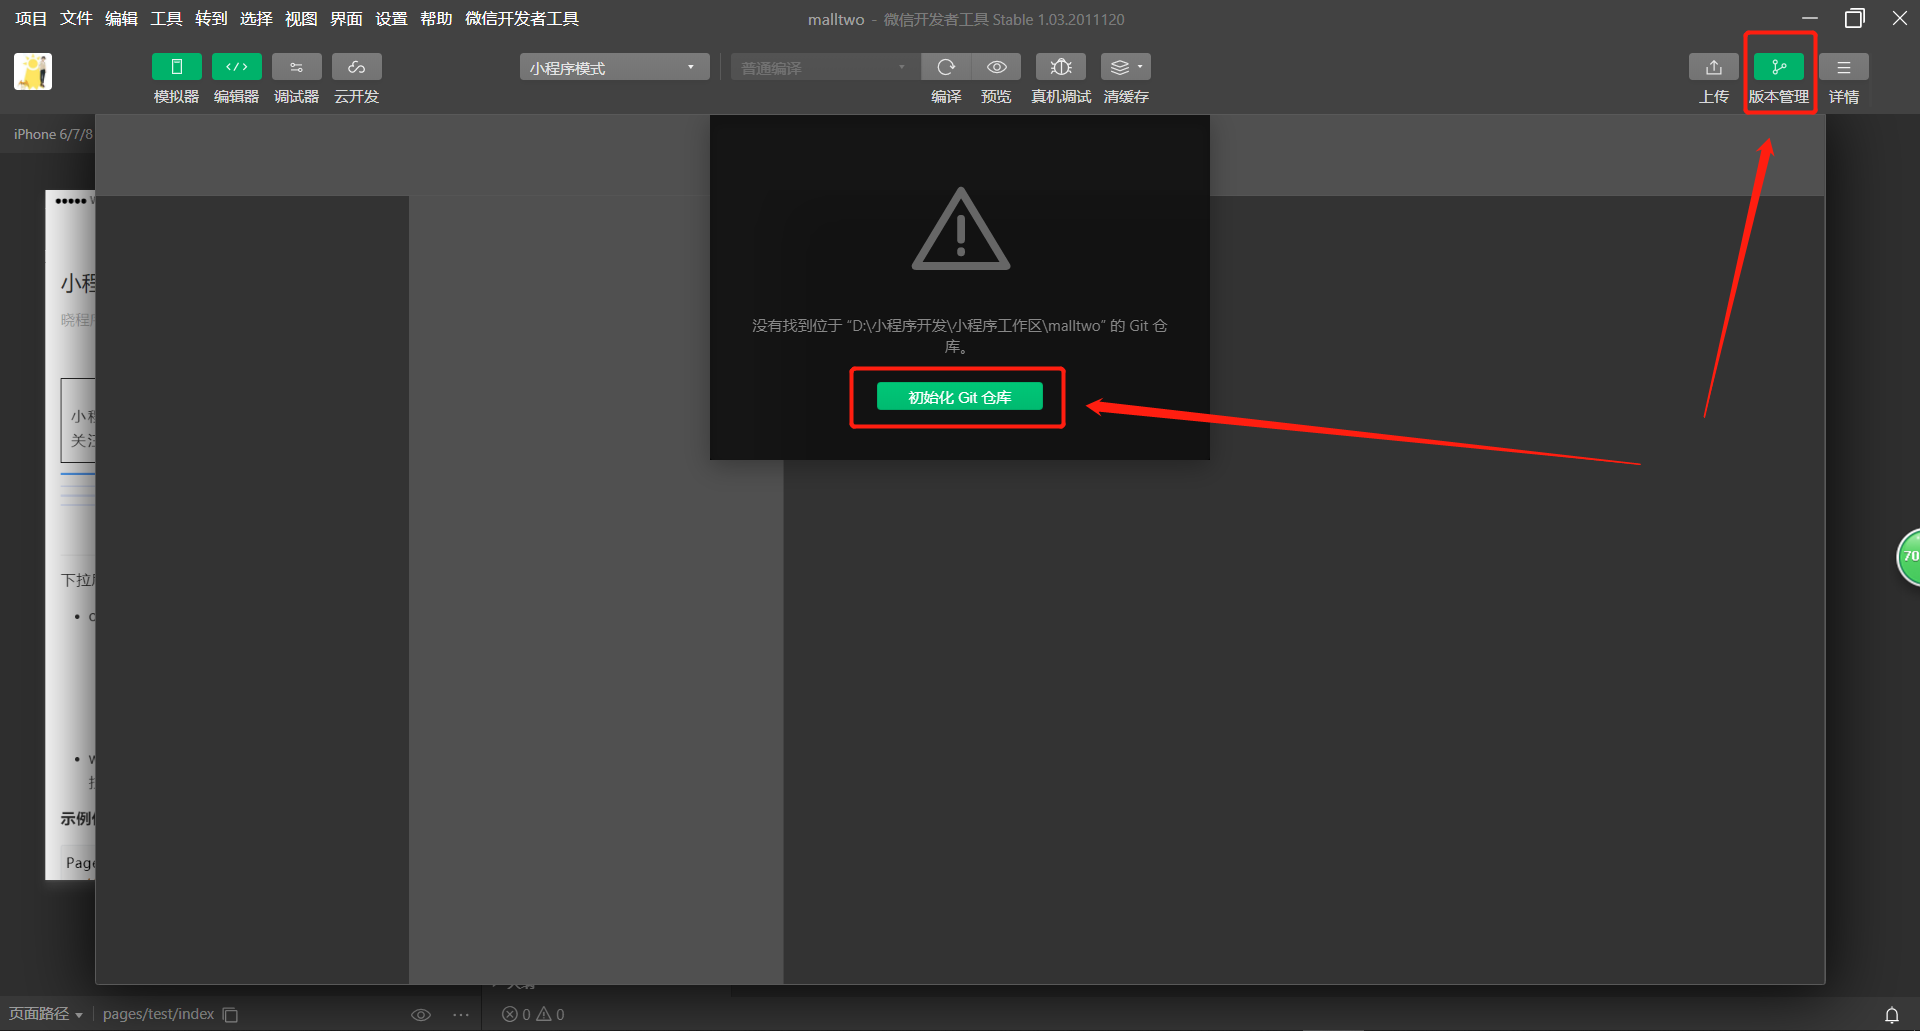 项目 文件 编辑 工具 转到 选择 视图 界面 设置 帮助 微信开发者工具
malltwo - 微信开发者工具 Stable 1.03.2011120
小程序模式
普通编译
模拟器 编辑器 调试器 云开发
编译 预览 真机调试 清缓存
上传 版本管理 详情
iPhone 6/7/8
小程
晓程
没有找到位于 “D:\小程序开发\小程序工作区\malltwo” 的 Git 仓
库。
初始化 Git 仓库
小程
关注
70
下拉
示例
Page
页面路径 pages/test/index
0 0